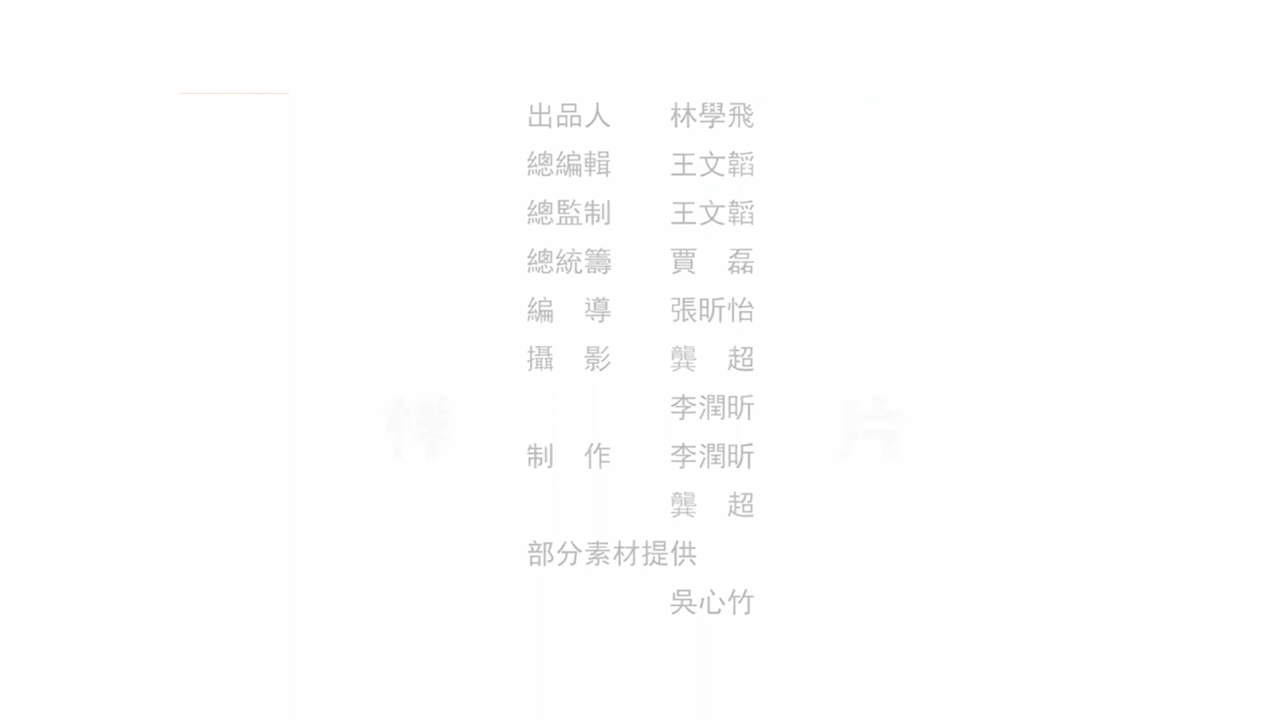 出品人 林學飛
總編輯 王文韜
總監制 王文韜
總統籌 賈 磊
編 導 張昕怡
攝 影 龔 超
李潤昕
制 作 李潤昕
龔 超
部分素材提供
吳心竹